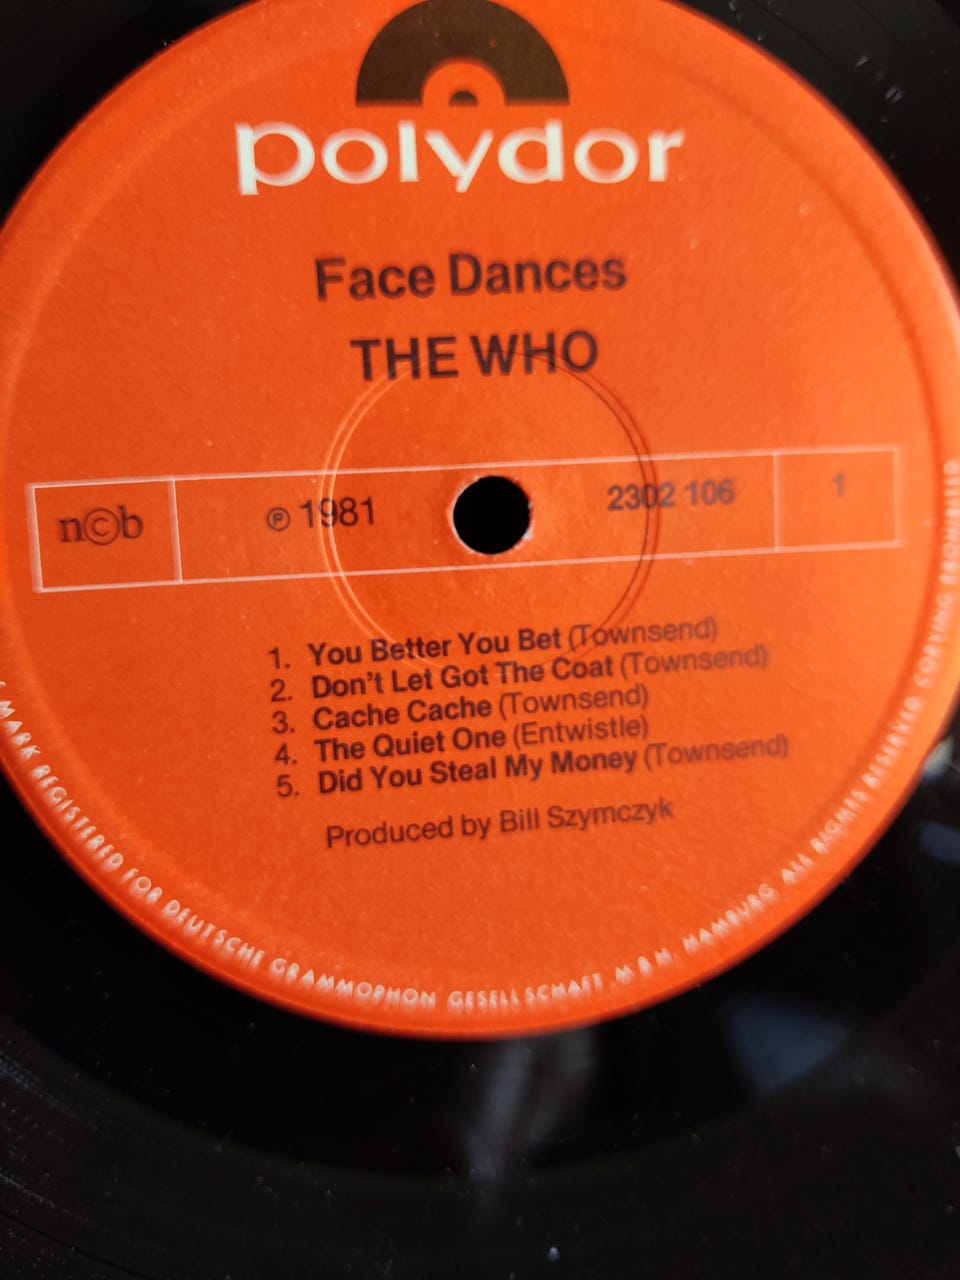 polydor
Face Dances
THE WHO
n©b ℗ 1981 2302 106 1
1. You Better You Bet (Townsend)
2. Don't Let Got The Coat (Townsend)
3. Cache Cache (Townsend)
4. The Quiet One (Entwistle)
5. Did You Steal My Money (Townsend)
Produced by Bill Szymczyk
MARK REGISTERED FOR DEUTSCHE GRAMMOPHON GESELLSCHAFT M B H. HAMBURG ALL RIGHTS RESERVED COPYING PROHIBITED